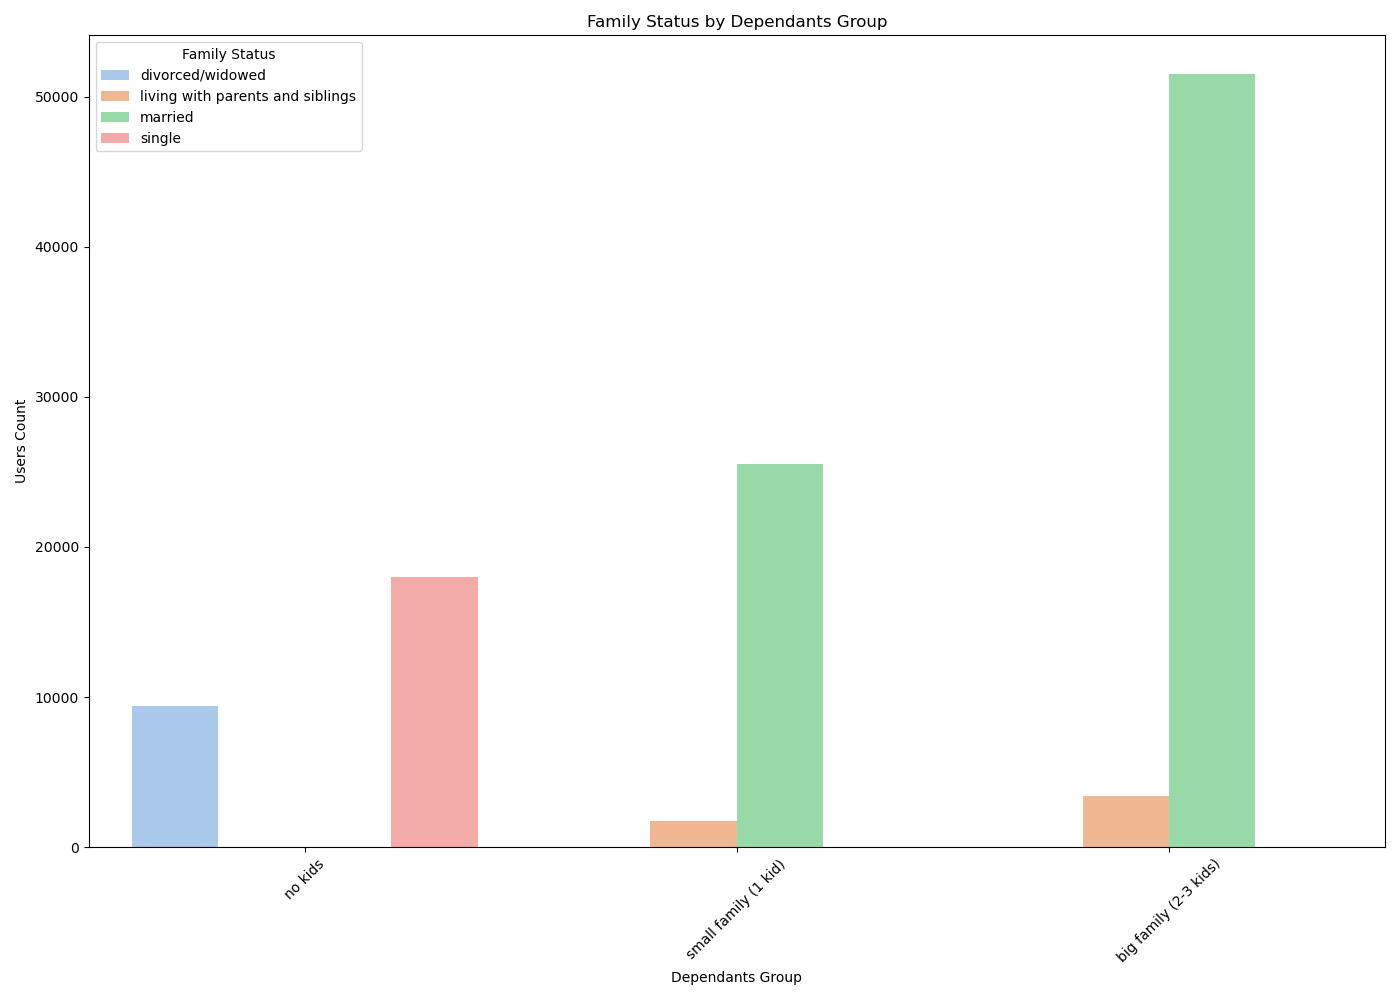 Family Status by Dependants Group
Family Status
divorced/widowed
living with parents and siblings
married
single
Users Count
50000
40000
30000
20000
10000
0
no kids
small family (1 kid)
big family (2-3 kids)
Dependants Group